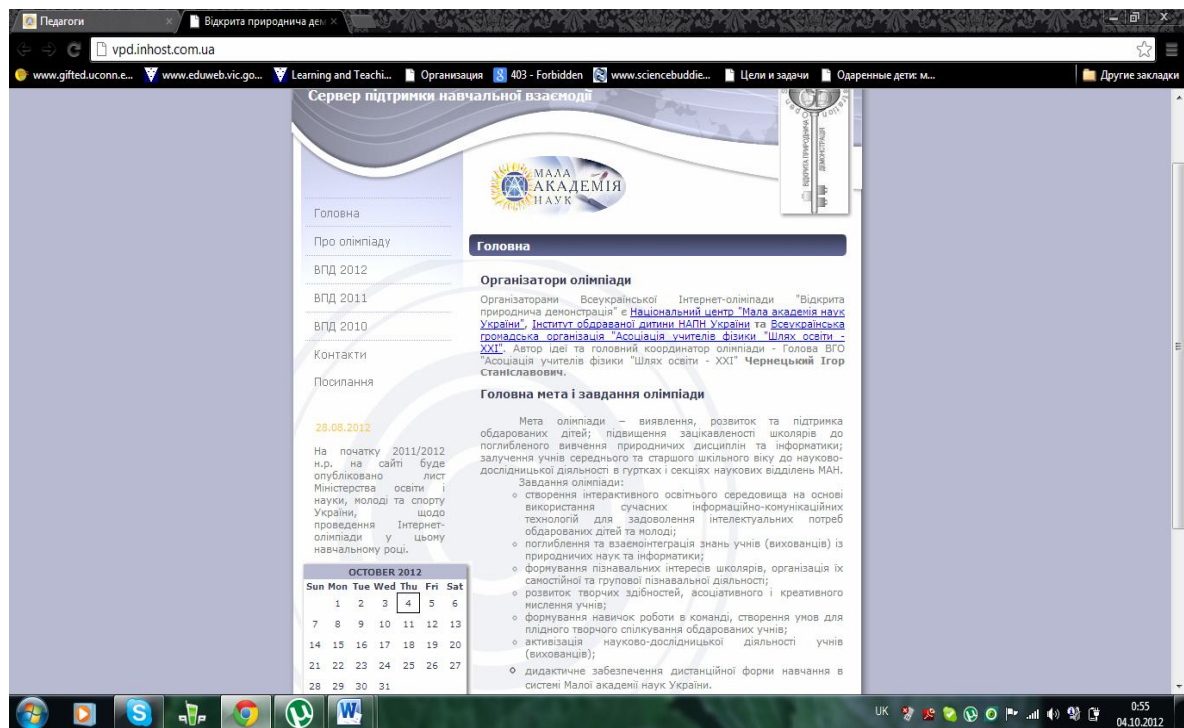 Педагоги
Відкрита природнича дем
vpd.inhost.com.ua
www.gifted.uconn.e...
www.eduweb.vic.go...
Learning and Teachi...
Организация
403 - Forbidden
www.sciencebuddie...
Цели и задачи
Одаренные дети: м...
Другие закладки
Сервер підтримки навчальної взаємодії
ВІДКРИТА ПРИРОДНИЧА
ДЕМОНСТРАЦІЯ
МАЛА
АКАДЕМІЯ
НАУК
Головна
Про олімпіаду
ВПД 2012
ВПД 2011
ВПД 2010
Контакти
Посилання
28.08.2012
На початку 2011/2012
н.р. на сайті буде
опубліковано лист
Міністерства освіти і
науки, молоді та спорту
України, щодо
проведення Інтернет-
олімпіади у цьому
навчальному році.
OCTOBER 2012
Sun Mon Tue Wed Thu Fri Sat
1 2 3 4 5 6
7 8 9 10 11 12 13
14 15 16 17 18 19 20
21 22 23 24 25 26 27
28 29 30 31
Головна
Організатори олімпіади
Організаторами Всеукраїнської Інтернет-олініпади "Відкрита
природнича демонстрація" є Національний центр "Мала академія наук
України", Інститут обдраваної дитини НАПН України та Всеукраїнська
громадська організація "Асоціація учителів фізики "Шлях освіти -
ХХІ". Автор ідеї та головний координатор олімпіади - Голова ВГО
"Асоціація учителів фізики "Шлях освіти - ХХІ" Чернецький Ігор
Станіславович.
Головна мета і завдання олімпіади
Мета олімпіади – виявлення, розвиток та підтримка
обдарованих дітей; підвищення зацікавленості школярів до
поглибленого вивчення природничих дисциплін та інформатики;
залучення учнів середнього та старшого шкільного віку до науково-
дослідницької діяльності в гуртках і секціях наукових відділень МАН.
Завдання олімпіади:
створення інтерактивного освітнього середовища на основі
використання сучасних інформаційно-комунікаційних
технологій для задоволення інтелектуальних потреб
обдарованих дітей та молоді;
поглиблення та взаємоінтеграція знань учнів (вихованців) із
природничих наук та інформатики;
формування пізнавальних інтересів школярів, організація їх
самостійної та групової пізнавальної діяльності;
розвиток творчих здібностей, асоціативного і креативного
мислення учнів;
формування навичок роботи в команді, створення умов для
плідного творчого спілкування обдарованих учнів;
активізація науково-дослідницької діяльності учнів
(вихованців);
дидактичне забезпечення дистанційної форми навчання в
системі Малої академії наук України.
UK
0:55
04.10.2012